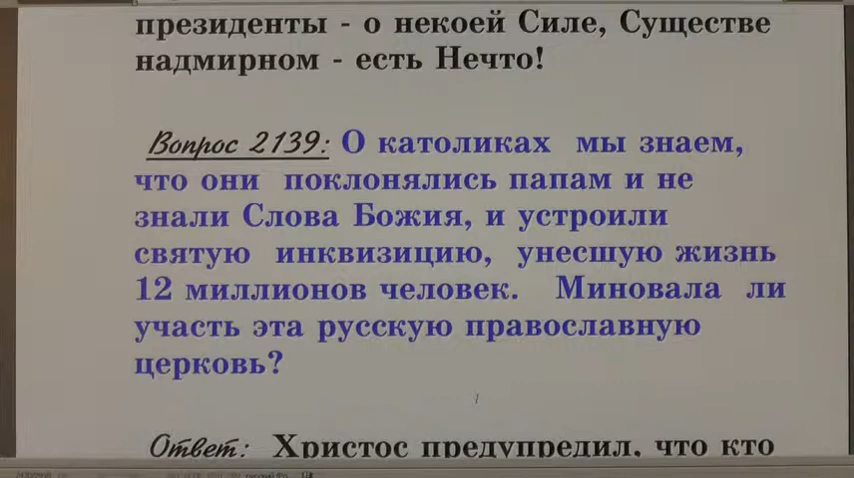 президенты - о некоей Силе, Существе
надмирном - есть Нечто!
Вопрос 2139: О католиках мы знаем,
что они поклонялись папам и не
знали Слова Божия, и устроили
святую инквизицию, унесшую жизнь
12 миллионов человек. Миновала ли
участь эта русскую православную
церковь?
Ответ: Христос предупредил, что кто